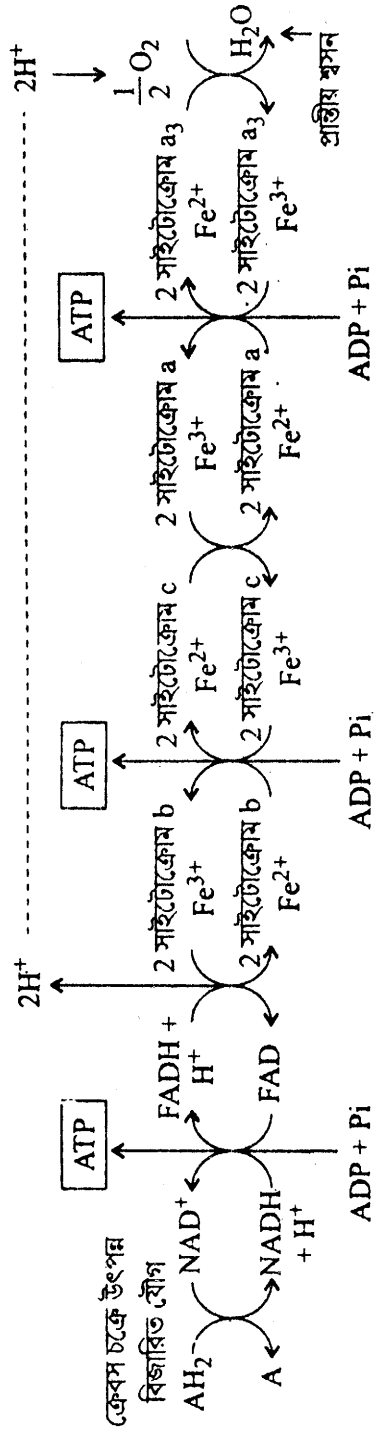 ক্রেবস চক্রে উৎপন্ন
বিজারিত যৌগ
AH₂
A
NAD⁺
NADH
+ H⁺
ATP
ADP + Pi
FADH +
H⁺
FAD
2H⁺
2 সাইটোক্রোম b
Fe³⁺
2 সাইটোক্রোম b
Fe²⁺
ATP
ADP + Pi
2 সাইটোক্রোম c
Fe²⁺
2 সাইটোক্রোম c
Fe³⁺
2 সাইটোক্রোম a
Fe³⁺
2 সাইটোক্রোম a
Fe²⁺
ATP
ADP + Pi
2 সাইটোক্রোম a₃
Fe²⁺
2 সাইটোক্রোম a₃
Fe³⁺
2H⁺
½O₂
H₂O
প্রান্তীয় শ্বসন